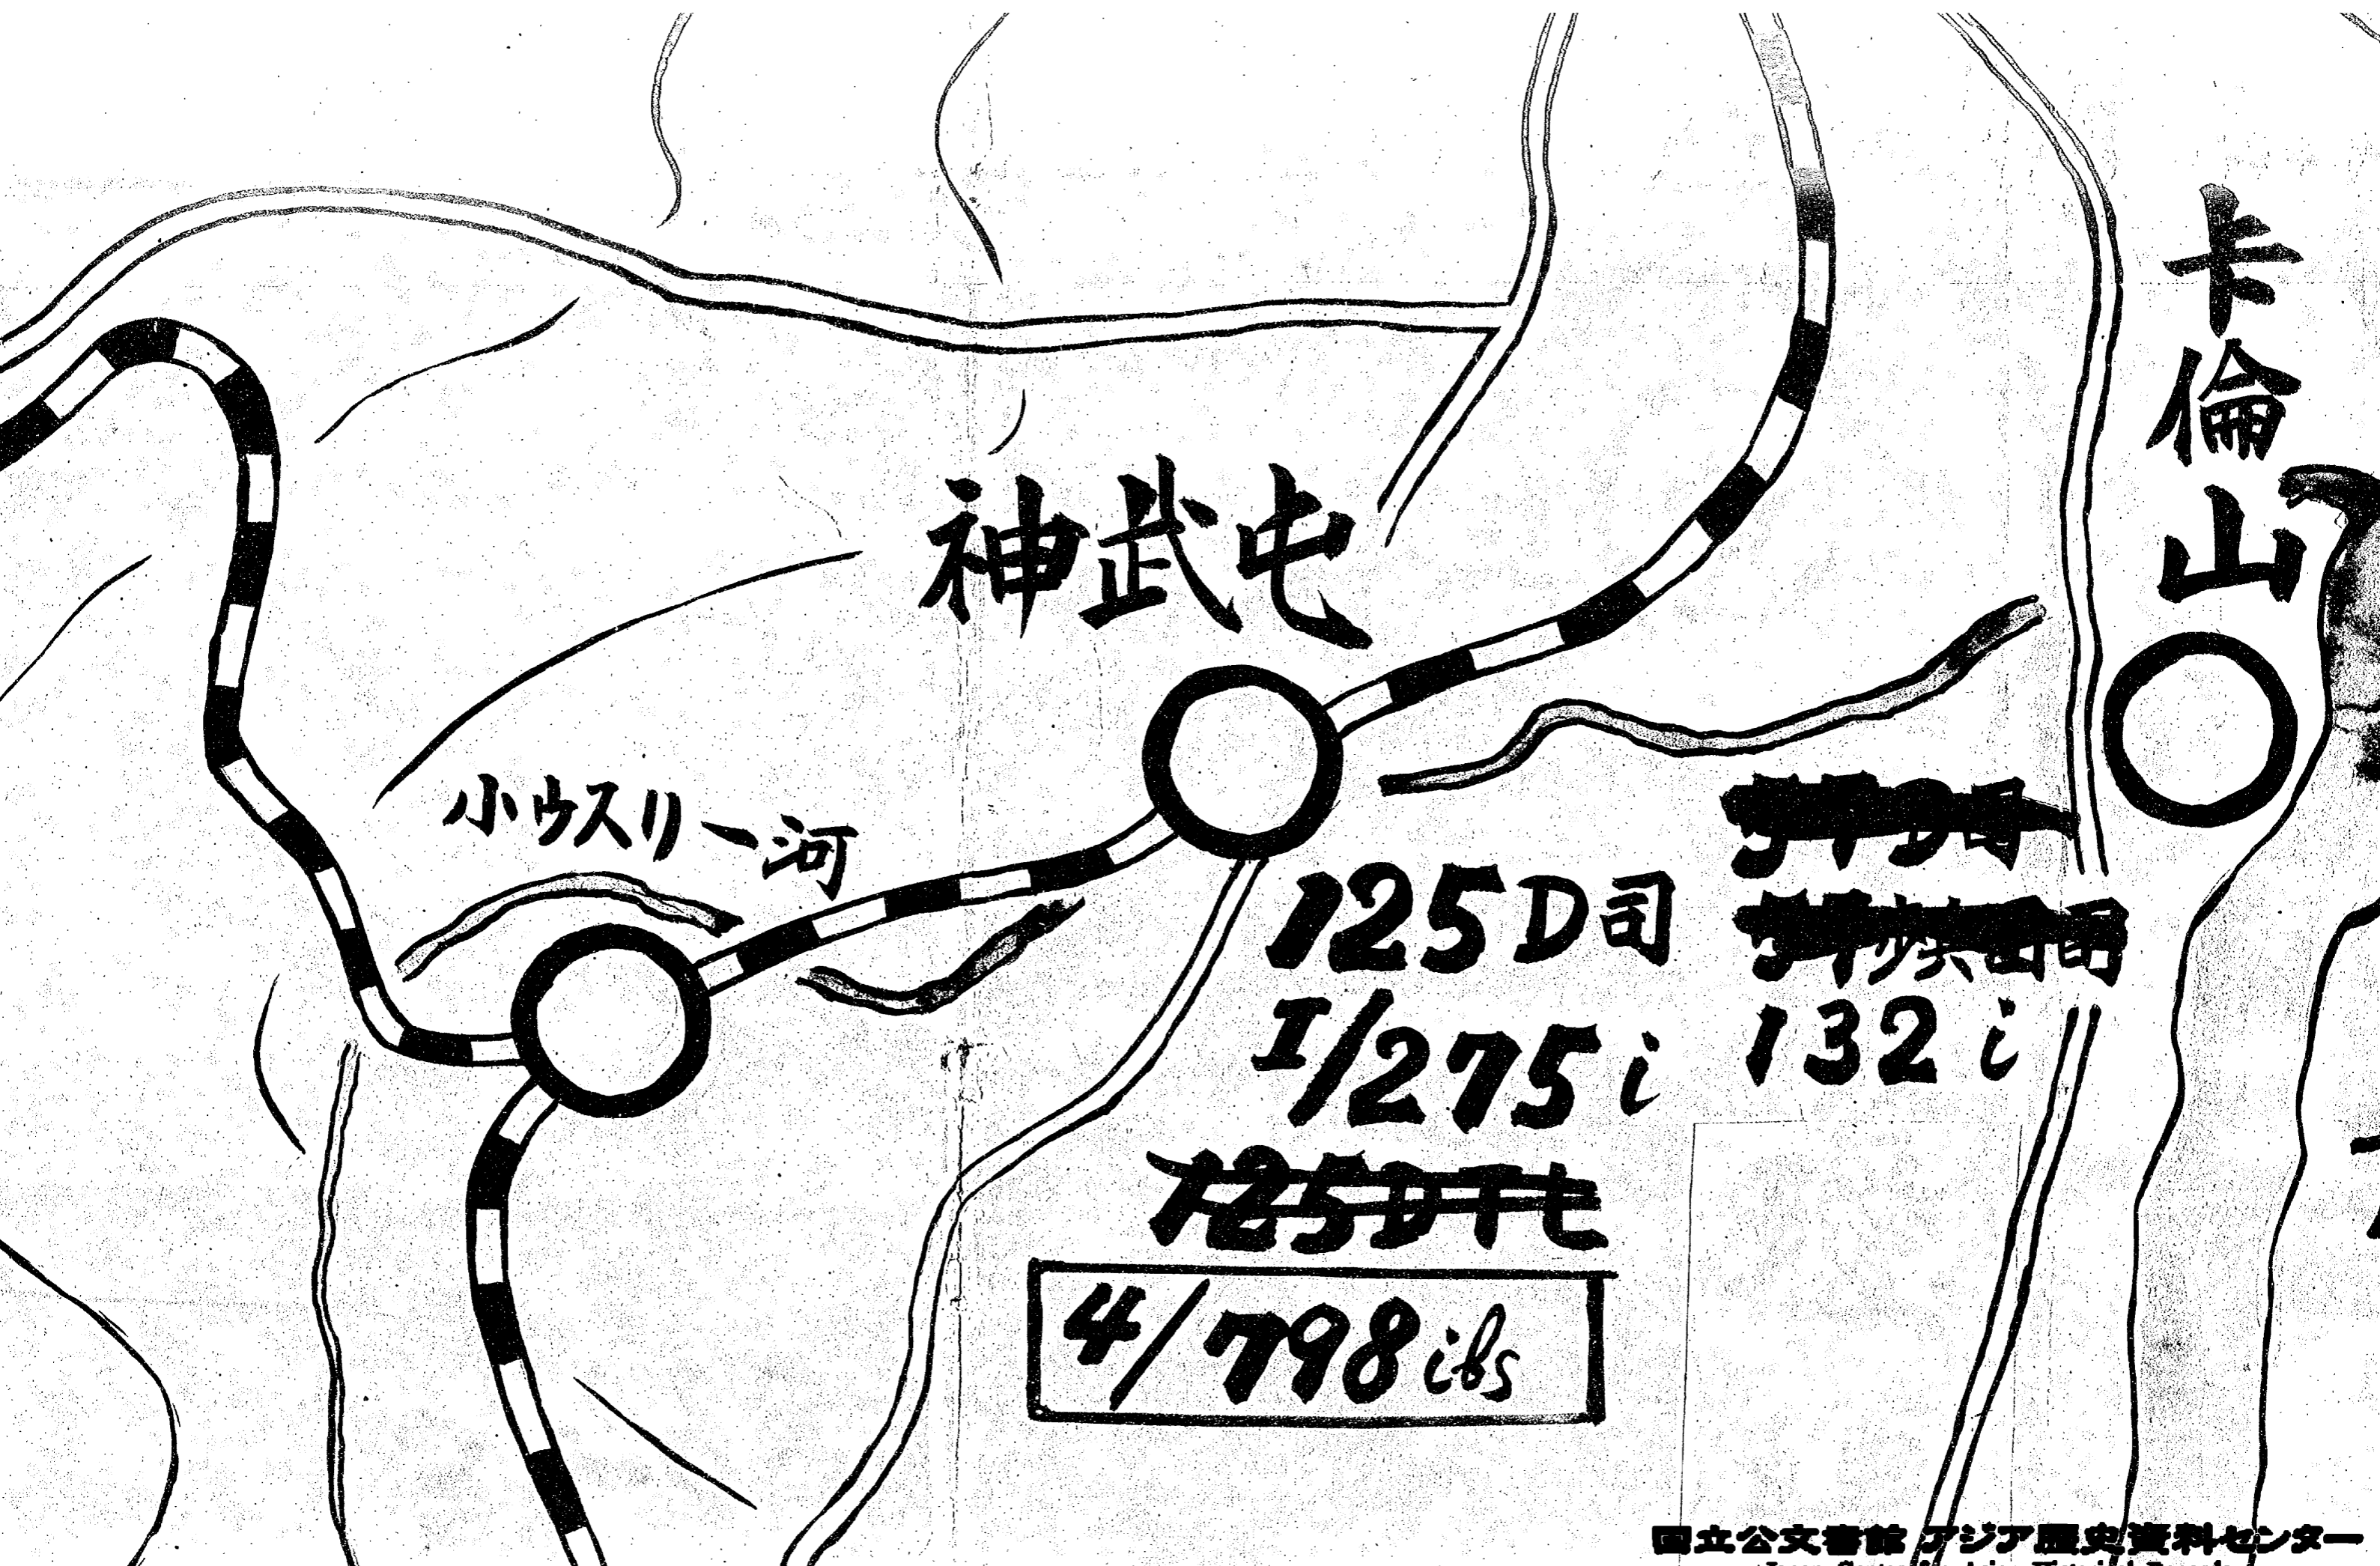 卡倫山
神武屯
小ウスリー河
125D司
I/275i
125DTL
4/798ibs
132i
国立公文書館 アジア歴史資料センター